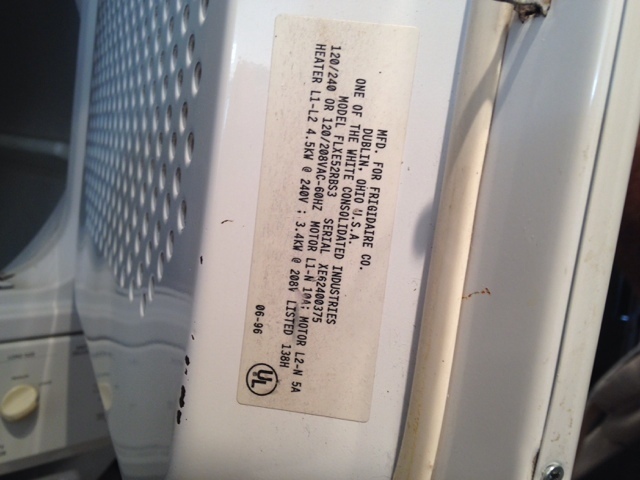 MFD. FOR FRIGIDAIRE CO.
DUBLIN, OHIO U.S.A.
ONE OF THE WHITE CONSOLIDATED INDUSTRIES
MODEL FLXE52RBS3 SERIAL XE62400375
120/240 OR 120/208VAC-60HZ MOTOR L1-N 10A; MOTOR L2-N 5A
HEATER L1-L2 4.5KW @ 240V ; 3.4KW @ 208V LISTED 138H
06-96
UL